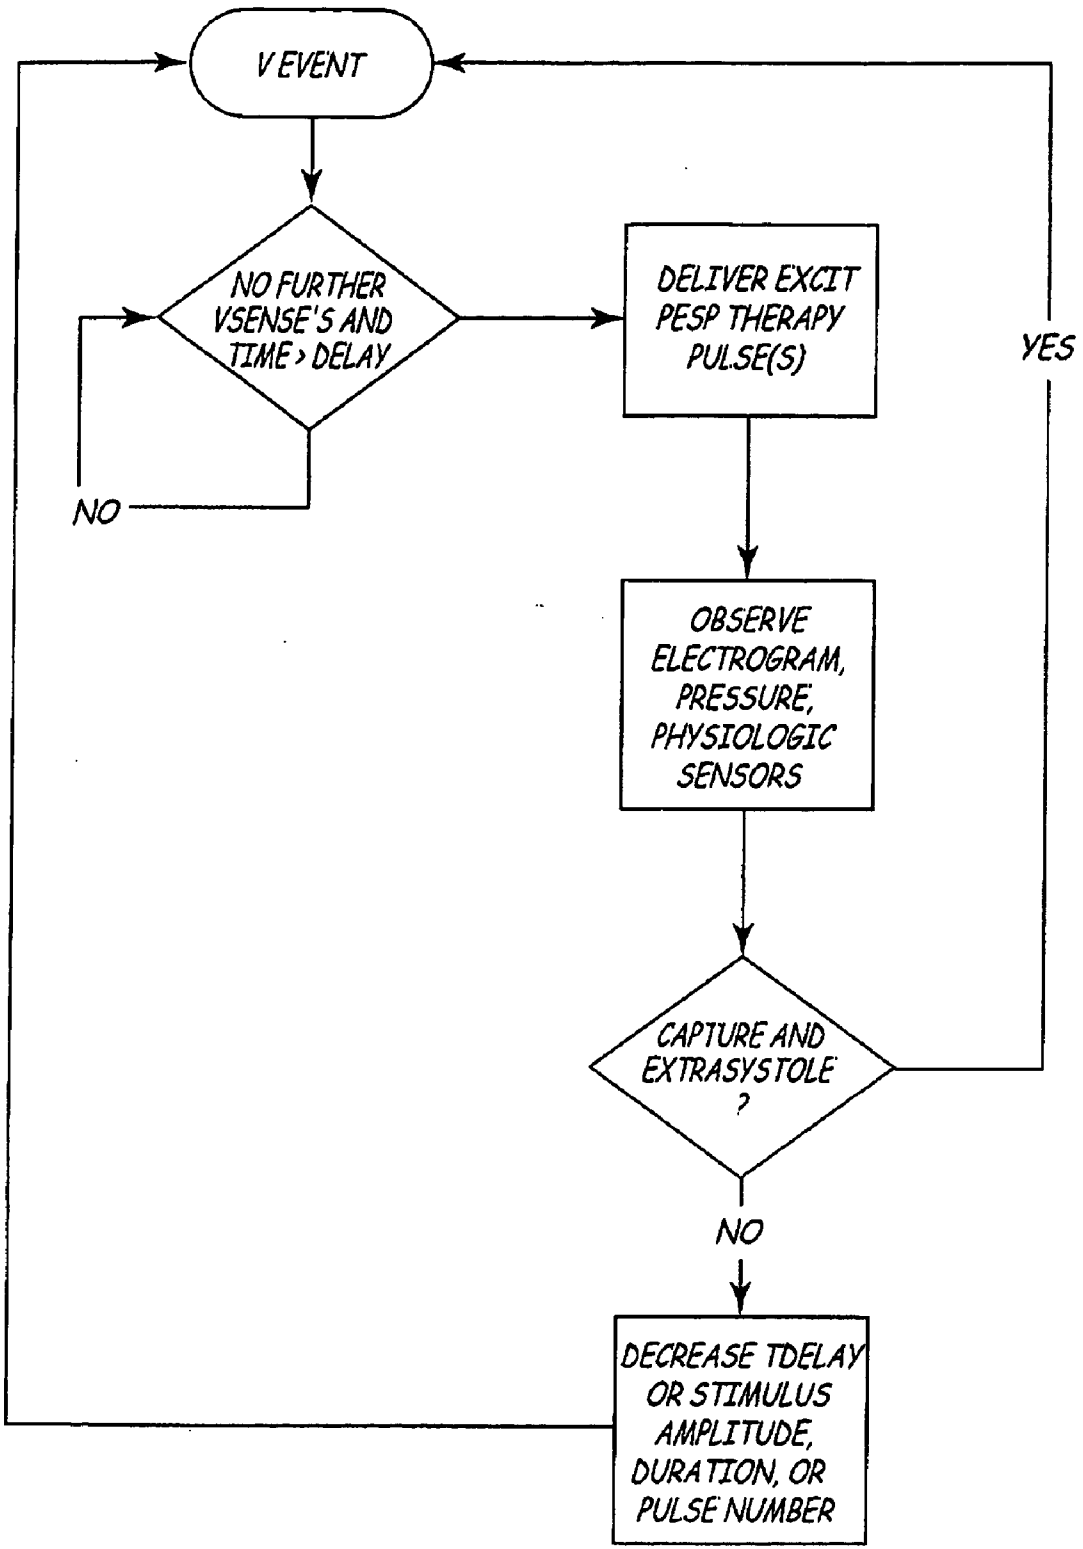 V EVENT
NO FURTHER
VSENSE'S AND
TIME > DELAY
NO
DELIVER EXCIT
PESP THERAPY
PULSE(S)
YES
OBSERVE
ELECTROGRAM,
PRESSURE,
PHYSIOLOGIC
SENSORS
CAPTURE AND
EXTRASYSTOLE
?
NO
DECREASE TDELAY
OR STIMULUS
AMPLITUDE,
DURATION, OR
PULSE NUMBER